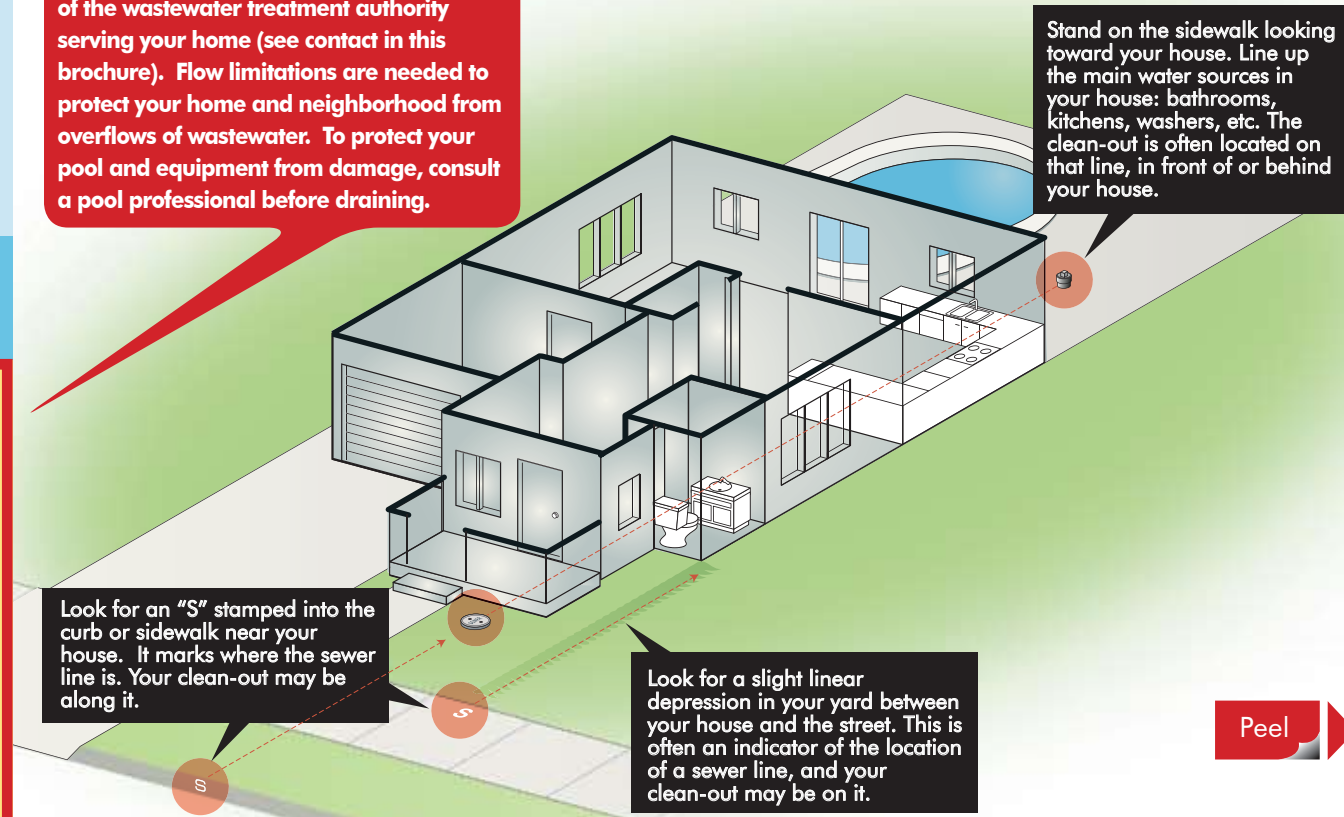 of the wastewater treatment authority
serving your home (see contact in this
brochure).  Flow limitations are needed to
protect your home and neighborhood from
overflows of wastewater.  To protect your
pool and equipment from damage, consult
a pool professional before draining.
Stand on the sidewalk looking
toward your house. Line up
the main water sources in
your house: bathrooms,
kitchens, washers, etc. The
clean-out is often located on
that line, in front of or behind
your house.
Look for an “S” stamped into the
curb or sidewalk near your
house.  It marks where the sewer
line is. Your clean-out may be
along it.
S
S
Look for a slight linear
depression in your yard between
your house and the street. This is
often an indicator of the location
of a sewer line, and your
clean-out may be on it.
Peel